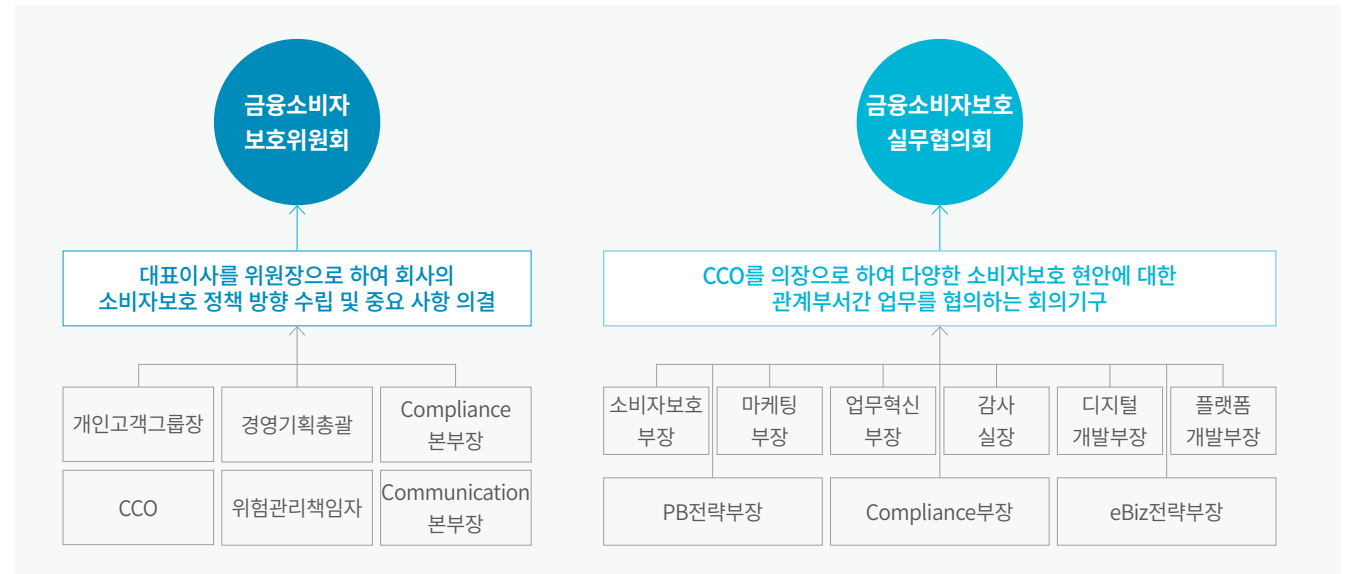 금융소비자
보호위원회
대표이사를 위원장으로 하여 회사의
소비자보호 정책 방향 수립 및 중요 사항 의결
개인고객그룹장
경영기획총괄
Compliance
본부장
CCO
위험관리책임자
Communication
본부장
금융소비자보호
실무협의회
CCO를 의장으로 하여 다양한 소비자보호 현안에 대한
관계부서간 업무를 협의하는 회의기구
소비자보호
부장
마케팅
부장
업무혁신
부장
감사
실장
디지털
개발부장
플랫폼
개발부장
PB전략부장
Compliance부장
eBiz전략부장